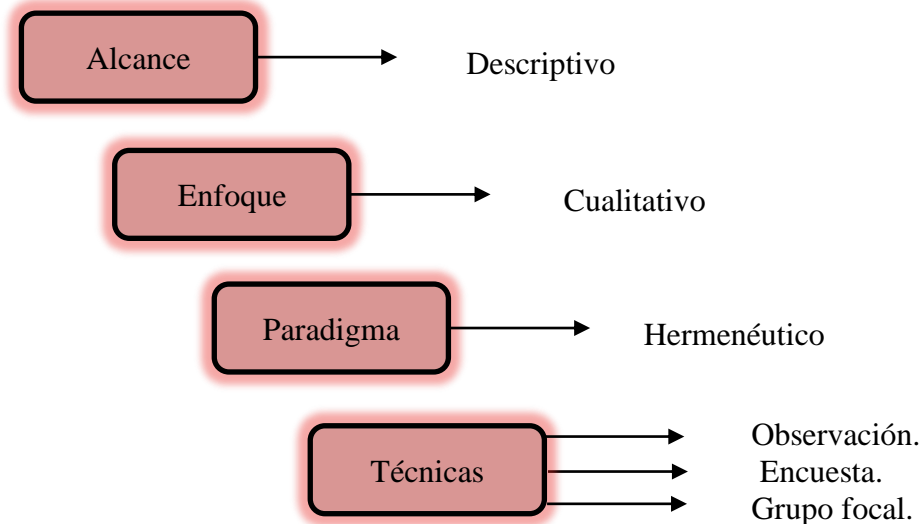 Alcance
Descriptivo
Enfoque
Cualitativo
Paradigma
Hermenéutico
Técnicas
Observación.
Encuesta.
Grupo focal.